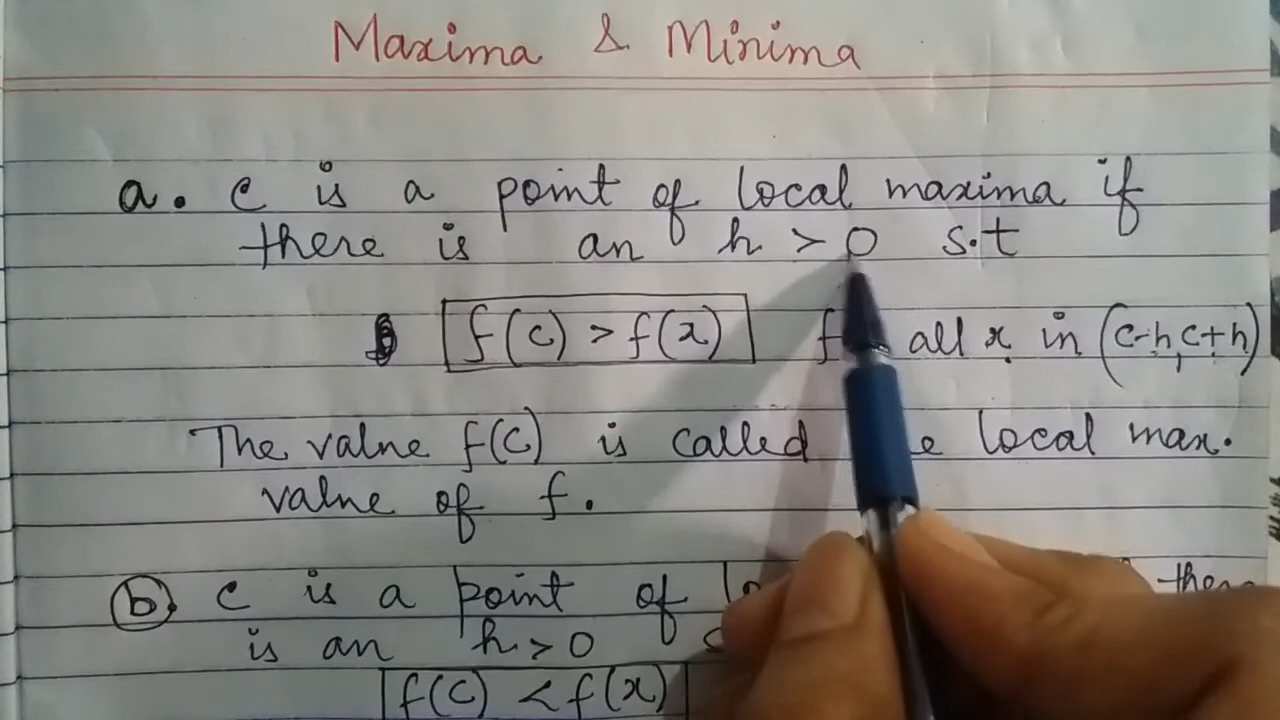 Maxima & Minima
a. c is a point of local maxima if
there is an h > 0 s.t
f(c) > f(x) all x in (c-h, c+h)
The value f(c) is called local max.
value of f.
b) c is a point of
is an h > 0
f(c) < f(x)